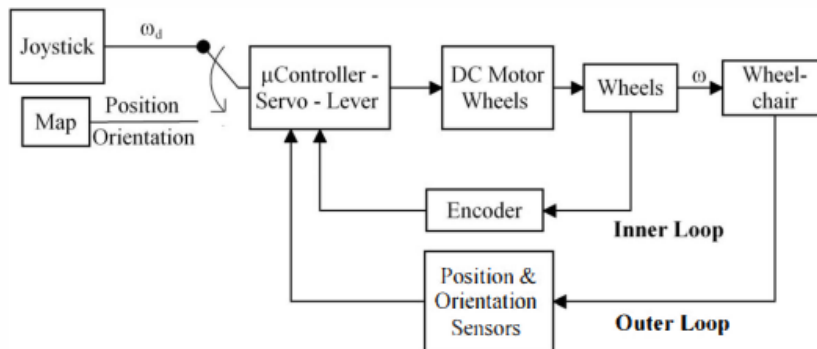 Joystick
ω_d
μController -
Servo - Lever
DC Motor
Wheels
Wheels
ω
Wheel-
chair
Map
Position
Orientation
Encoder
Inner Loop
Position &
Orientation
Sensors
Outer Loop